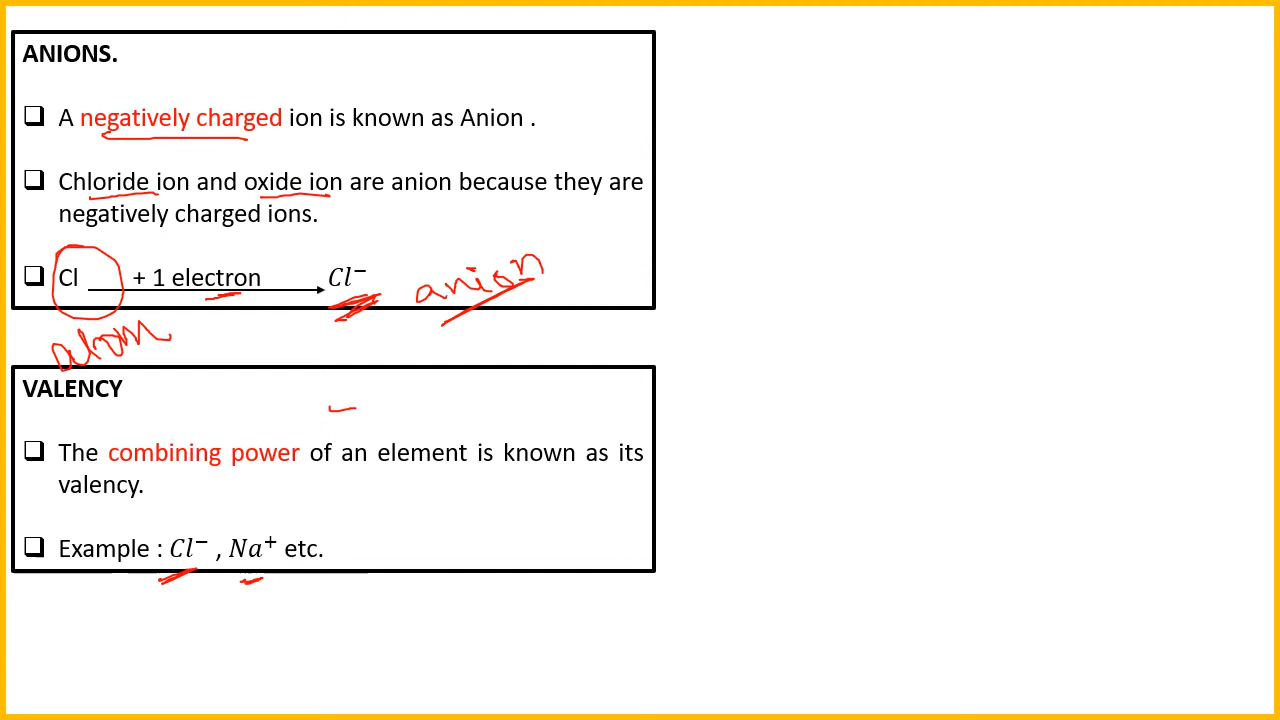 ANIONS.
❑ A negatively charged ion is known as Anion .
❑ Chloride ion and oxide ion are anion because they are
negatively charged ions.
❑ Cl + 1 electron Cl⁻ anion
atom
VALENCY
❑ The combining power of an element is known as its
valency.
❑ Example : Cl⁻ , Na⁺ etc.